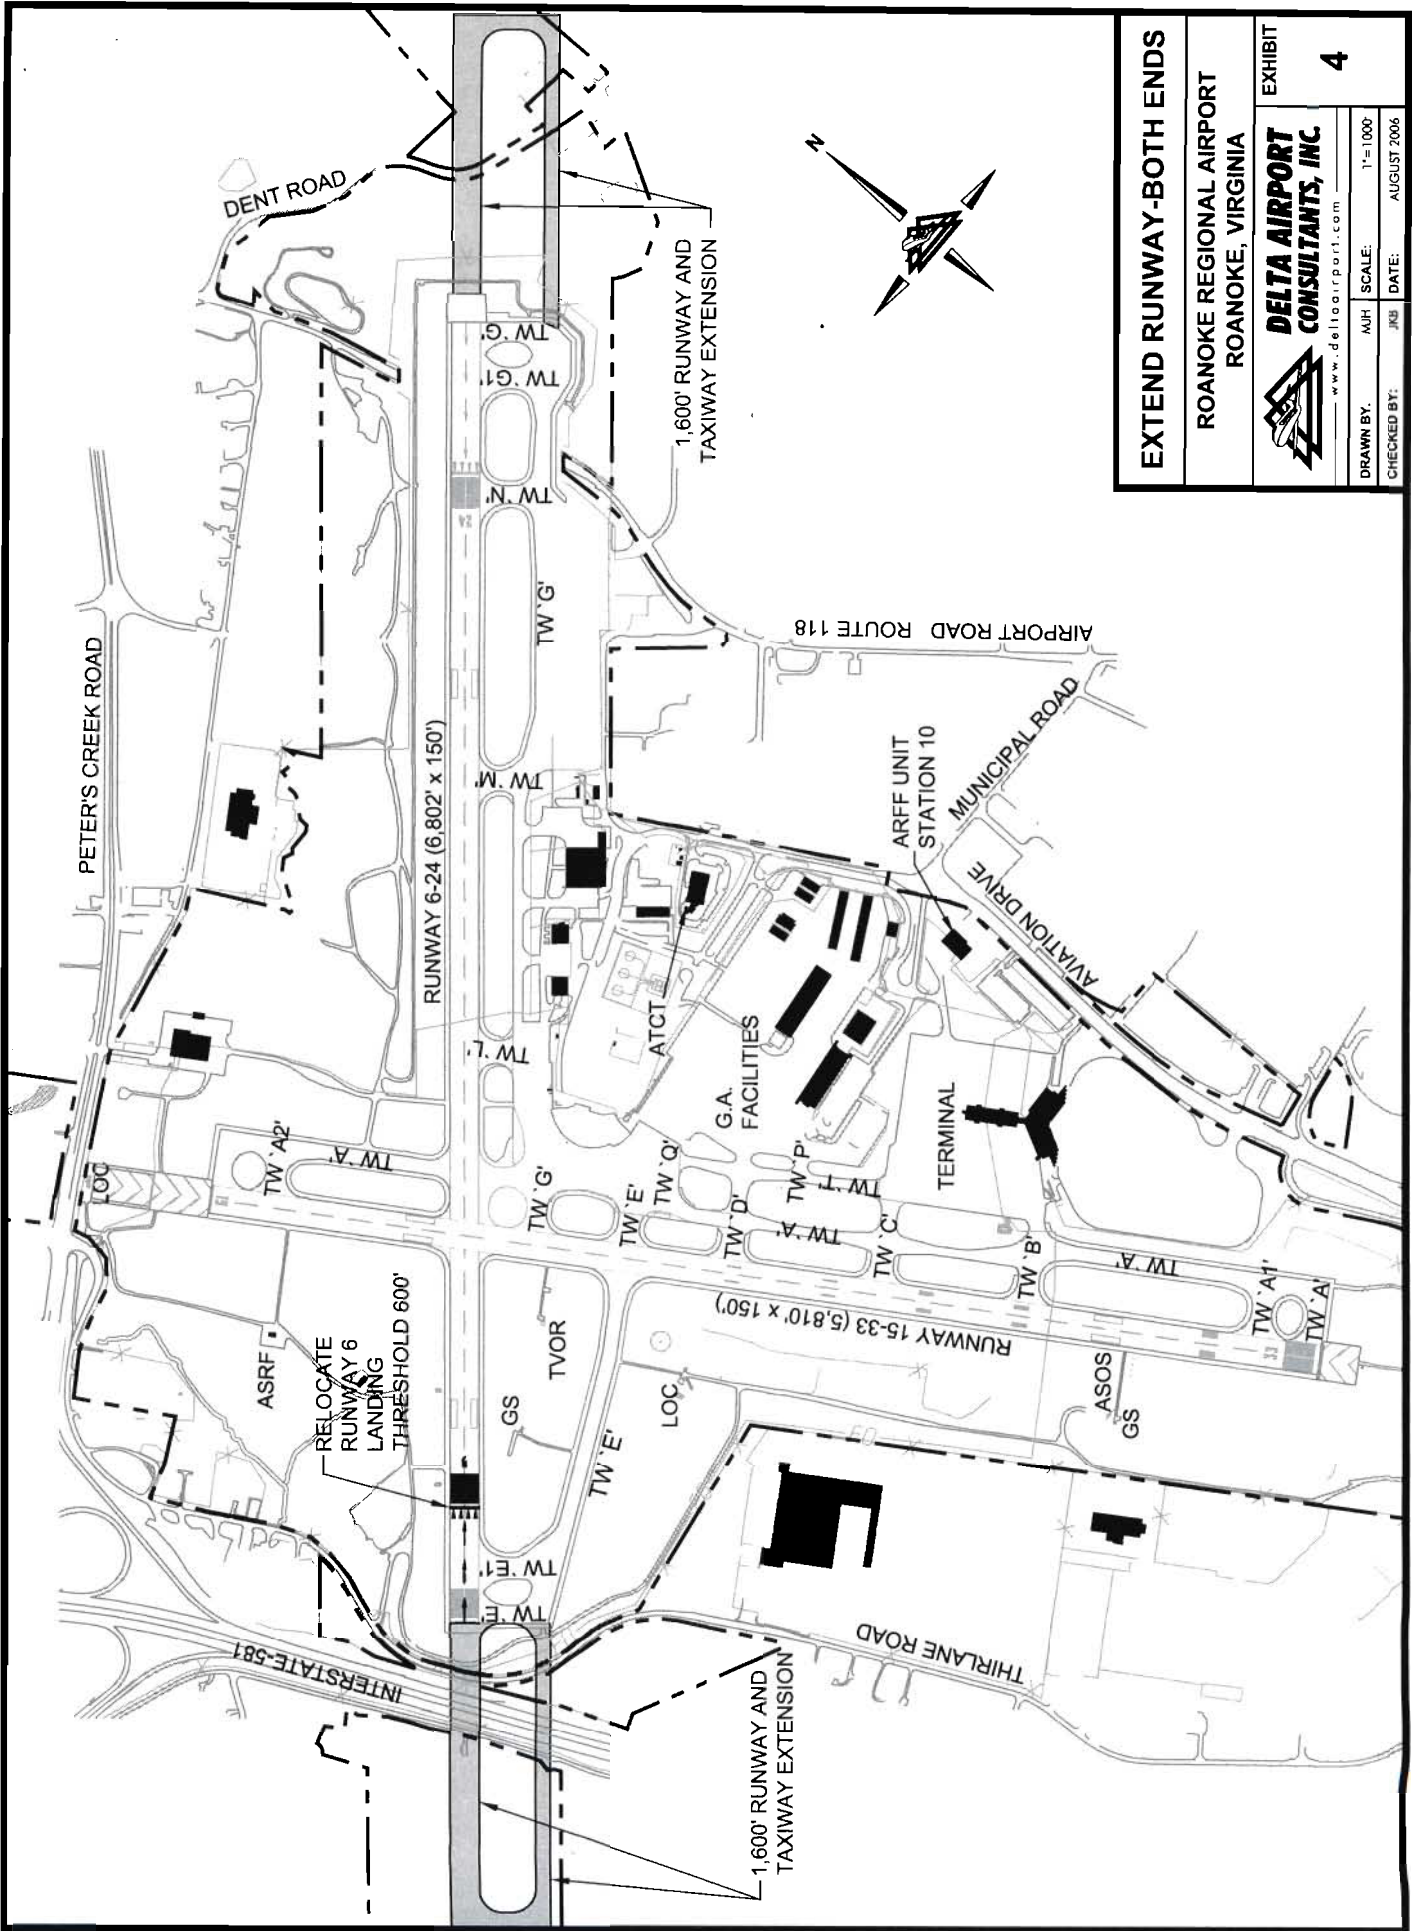 EXTEND RUNWAY-BOTH ENDS
ROANOKE REGIONAL AIRPORT
ROANOKE, VIRGINIA
DELTA AIRPORT
CONSULTANTS, INC.
www.deltaairport.com
EXHIBIT
4
DRAWN BY. MJH
SCALE: 1"=1000'
CHECKED BY: JKB
DATE: AUGUST 2006
N
DENT ROAD
PETER'S CREEK ROAD
1,600' RUNWAY AND
TAXIWAY EXTENSION
TW `G'
TW `G1'
TW `N'
24
TW `G'
RUNWAY 6-24 (6,802' x 150')
TW `M'
AIRPORT ROAD ROUTE 118
MUNICIPAL ROAD
ARFF UNIT
STATION 10
AVIATION DRIVE
ATCT
G.A.
FACILITIES
TW `L'
TERMINAL
LOC
TW `A2'
TW `A'
15
TW `G'
TW `E'
TW `Q'
TW `D'
TW `P'
TW `T'
TW `A'
TW `C'
TW `B'
TW `A'
TW `A1'
TW `A'
33
RUNWAY 15-33 (5,810' x 150')
ASRF
RELOCATE
RUNWAY 6
LANDING
THRESHOLD 600'
TVOR
GS
LOC
ASOS
GS
TW `E'
TW `E1'
TW `E'
INTERSTATE-581
THIRLANE ROAD
1,600' RUNWAY AND
TAXIWAY EXTENSION